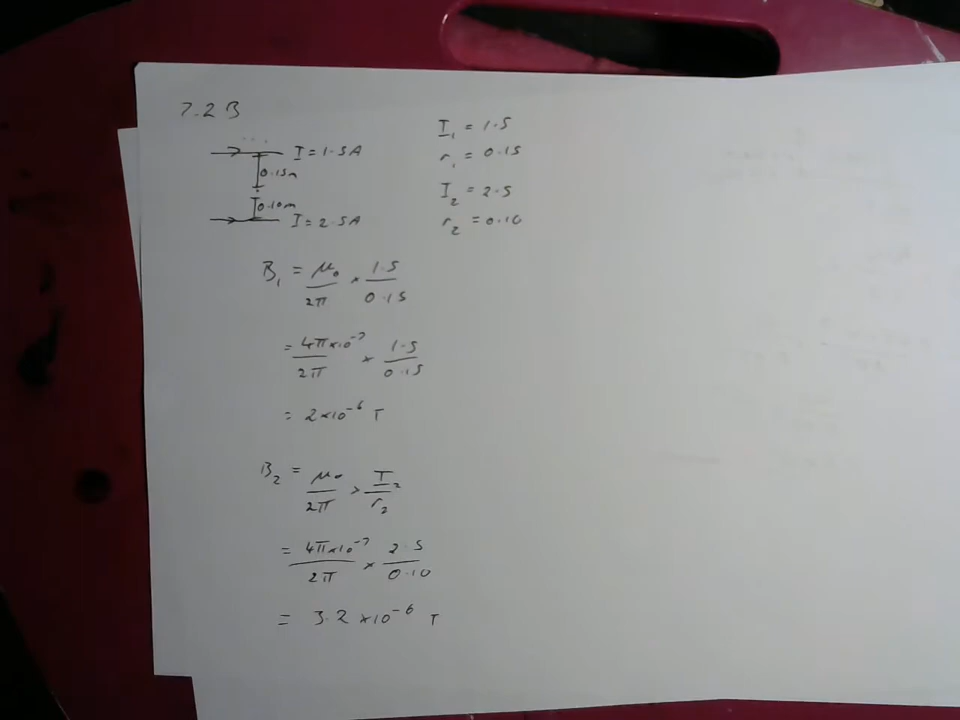 7.2 B
I = 1.5A
0.15m
0.10m
I = 2.5A
I₁ = 1.5
r₁ = 0.15
I₂ = 2.5
r₂ = 0.10
B₁ = μ₀/2π × 1.5/0.15
= 4π×10⁻⁷/2π × 1.5/0.15
= 2×10⁻⁶ T
B₂ = μ₀/2π × I₂/r₂
= 4π×10⁻⁷/2π × 2.5/0.10
= 3.2 ×10⁻⁶ T